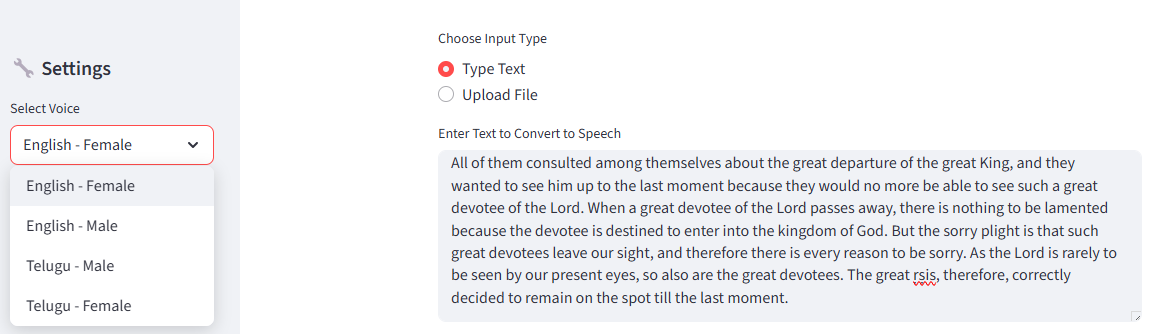 Settings
Select Voice
English - Female
English - Female
English - Male
Telugu - Male
Telugu - Female
Choose Input Type
Type Text
Upload File
Enter Text to Convert to Speech
All of them consulted among themselves about the great departure of the great King, and they
wanted to see him up to the last moment because they would no more be able to see such a great
devotee of the Lord. When a great devotee of the Lord passes away, there is nothing to be lamented
because the devotee is destined to enter into the kingdom of God. But the sorry plight is that such
great devotees leave our sight, and therefore there is every reason to be sorry. As the Lord is rarely to
be seen by our present eyes, so also are the great devotees. The great rsis, therefore, correctly
decided to remain on the spot till the last moment.